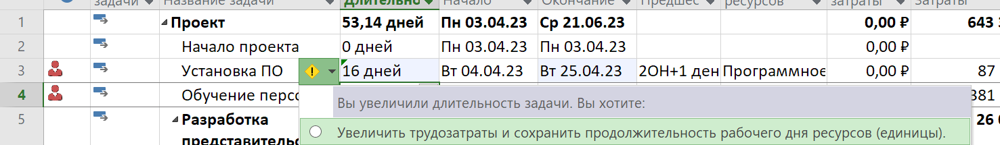 задачи Название задачи Длительно Начало Окончание Предшес ресурсов затраты Затраты
1 Проект 53,14 дней Пн 03.04.23 Ср 21.06.23 0,00 ₽ 643
2 Начало проекта 0 дней Пн 03.04.23 Пн 03.04.23 0,00 ₽
3 Установка ПО 16 дней Вт 04.04.23 Вт 25.04.23 2ОН+1 ден Программное 0,00 ₽ 87
4 Обучение персо 381
Вы увеличили длительность задачи. Вы хотите:
5 Разработка 26
представительс
Увеличить трудозатраты и сохранить продолжительность рабочего дня ресурсов (единицы).